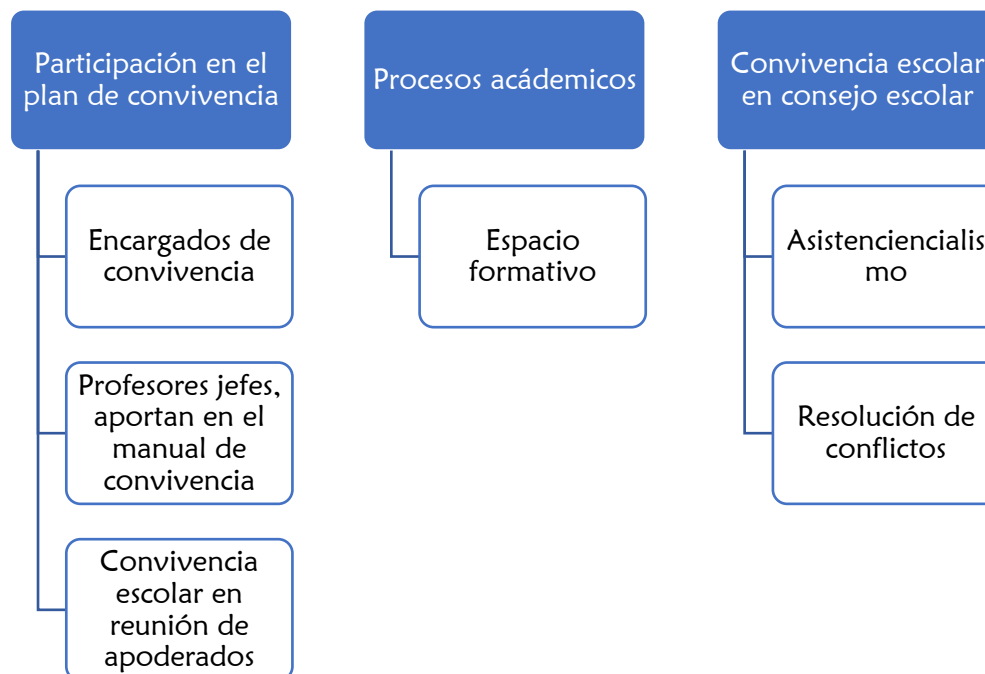 Participación en el
plan de convivencia
Encargados de
convivencia
Profesores jefes,
aportan en el
manual de
convivencia
Convivencia
escolar en
reunión de
apoderados
Procesos acádemicos
Espacio
formativo
Convivencia escolar
en consejo escolar
Asistenciencialis
mo
Resolución de
conflictos